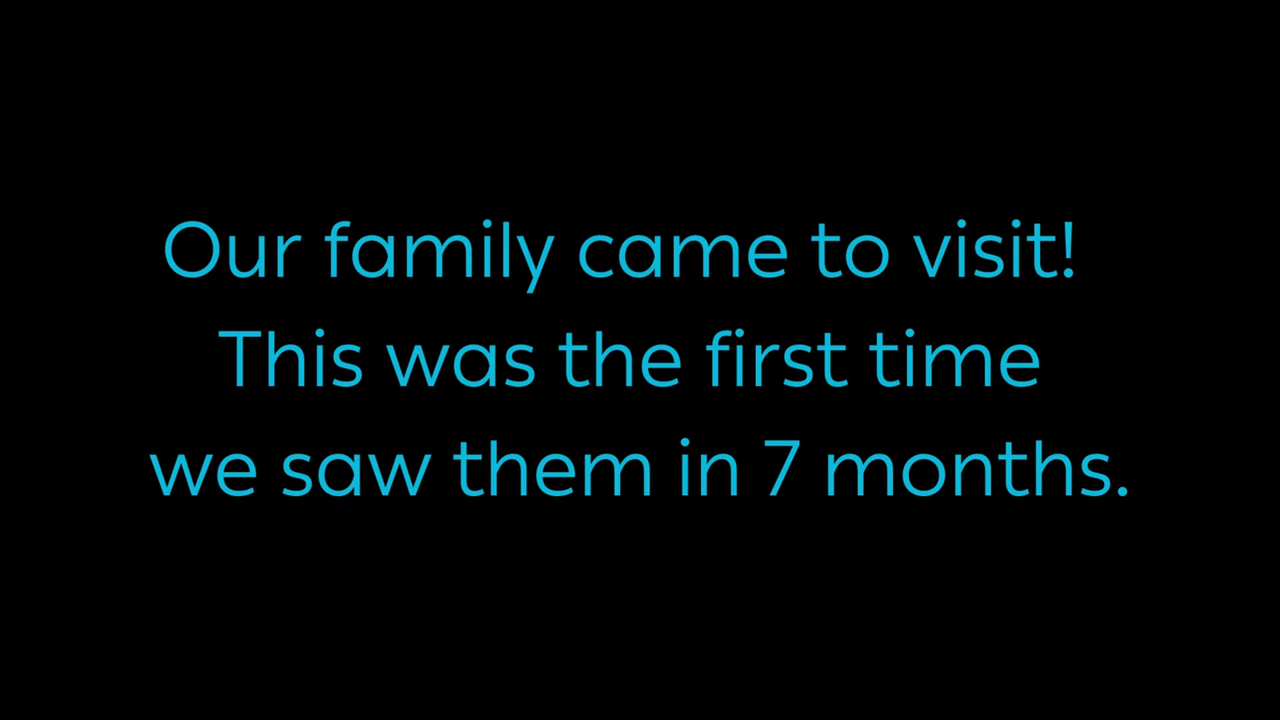 Our family came to visit!
This was the first time
we saw them in 7 months.